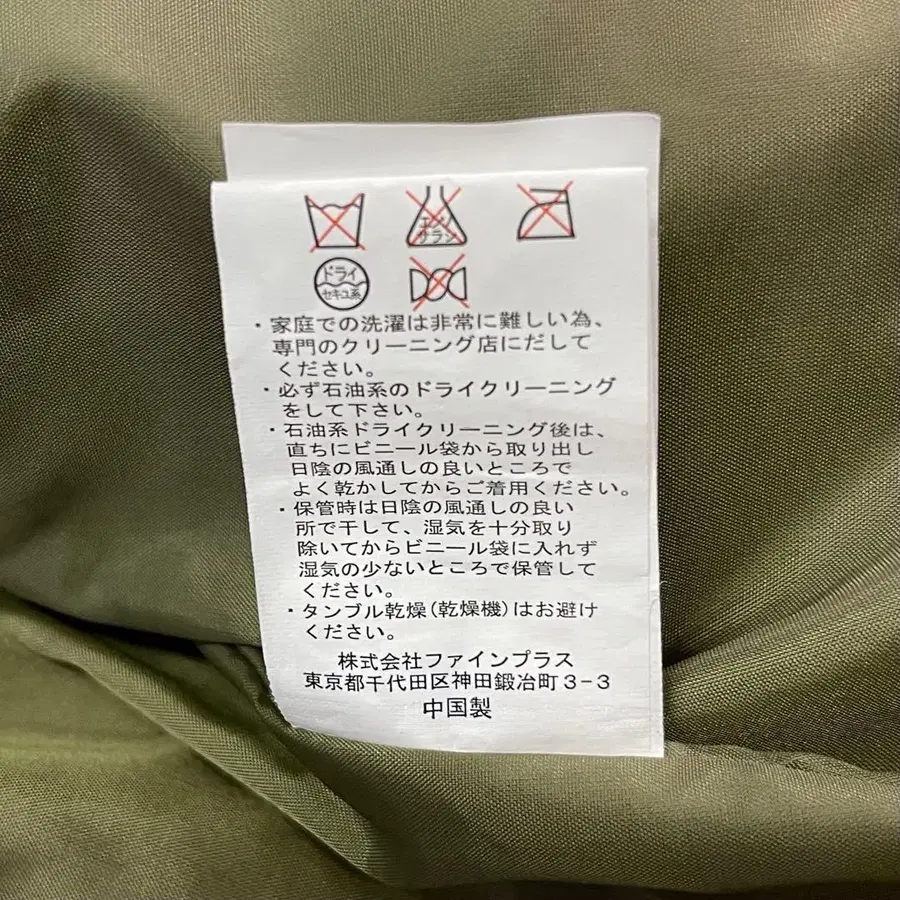 エンソ
サラシ
ドライ
セキユ系
・家庭での洗濯は非常に難しい為、
専門のクリーニング店にだして
ください。
・必ず石油系のドライクリーニング
をして下さい。
・石油系ドライクリーニング後は、
直ちにビニール袋から取り出し
日陰の風通しの良いところで
よく乾かしてからご着用ください。
・保管時は日陰の風通しの良い
所で干して、湿気を十分取り
除いてからビニール袋に入れず
湿気の少ないところで保管して
ください。
・タンブル乾燥(乾燥機)はお避け
ください。
株式会社ファインプラス
東京都千代田区神田鍛冶町3-3
中国製